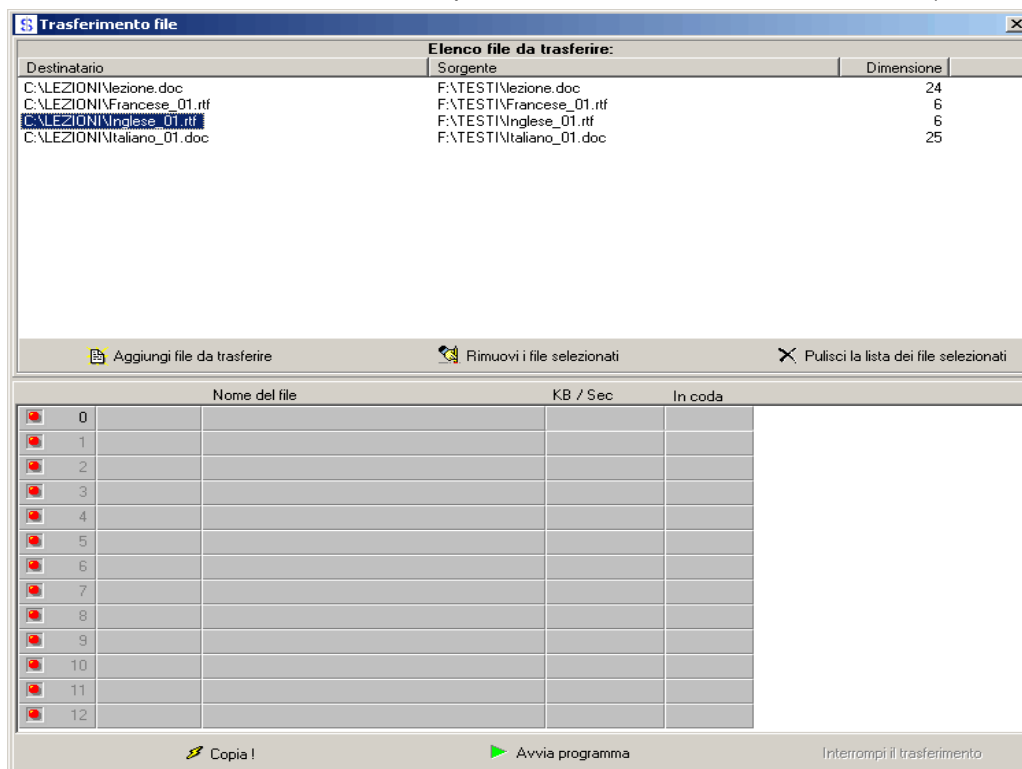 Trasferimento file
Elenco file da trasferire:
Destinatario Sorgente Dimensione
C:\LEZIONI\lezione.doc F:\TESTI\lezione.doc 24
C:\LEZIONI\Francese_01.rtf F:\TESTI\Francese_01.rtf 6
C:\LEZIONI\Inglese_01.rtf F:\TESTI\Inglese_01.rtf 6
C:\LEZIONI\Italiano_01.doc F:\TESTI\Italiano_01.doc 25
Aggiungi file da trasferire Rimuovi i file selezionati Pulisci la lista dei file selezionati
Nome del file KB / Sec In coda
0
1
2
3
4
5
6
7
8
9
10
11
12
Copia ! Avvia programma Interrompi il trasferimento